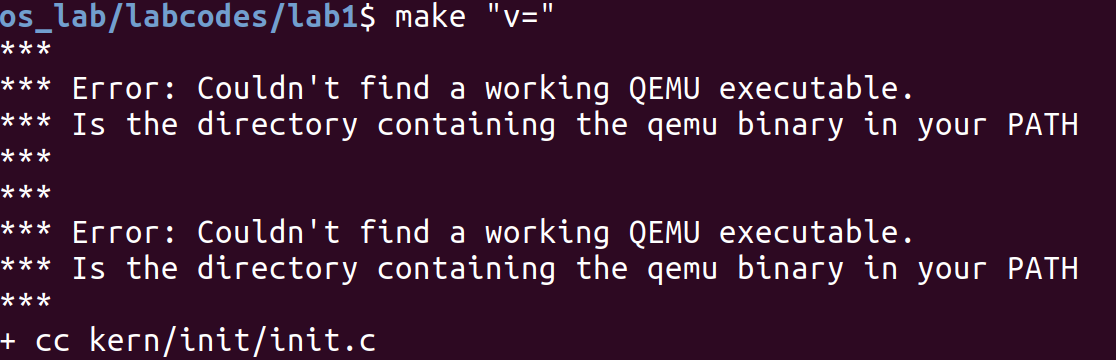 os_lab/labcodes/lab1$ make "v="
***
*** Error: Couldn't find a working QEMU executable.
*** Is the directory containing the qemu binary in your PATH
***
***
*** Error: Couldn't find a working QEMU executable.
*** Is the directory containing the qemu binary in your PATH
***
+ cc kern/init/init.c